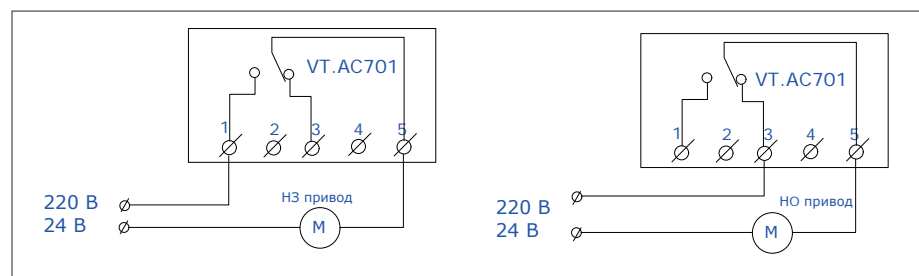 VT.AC701
1 2 3 4 5
НЗ привод
220 В
24 В
М
VT.AC701
1 2 3 4 5
НО привод
220 В
24 В
М